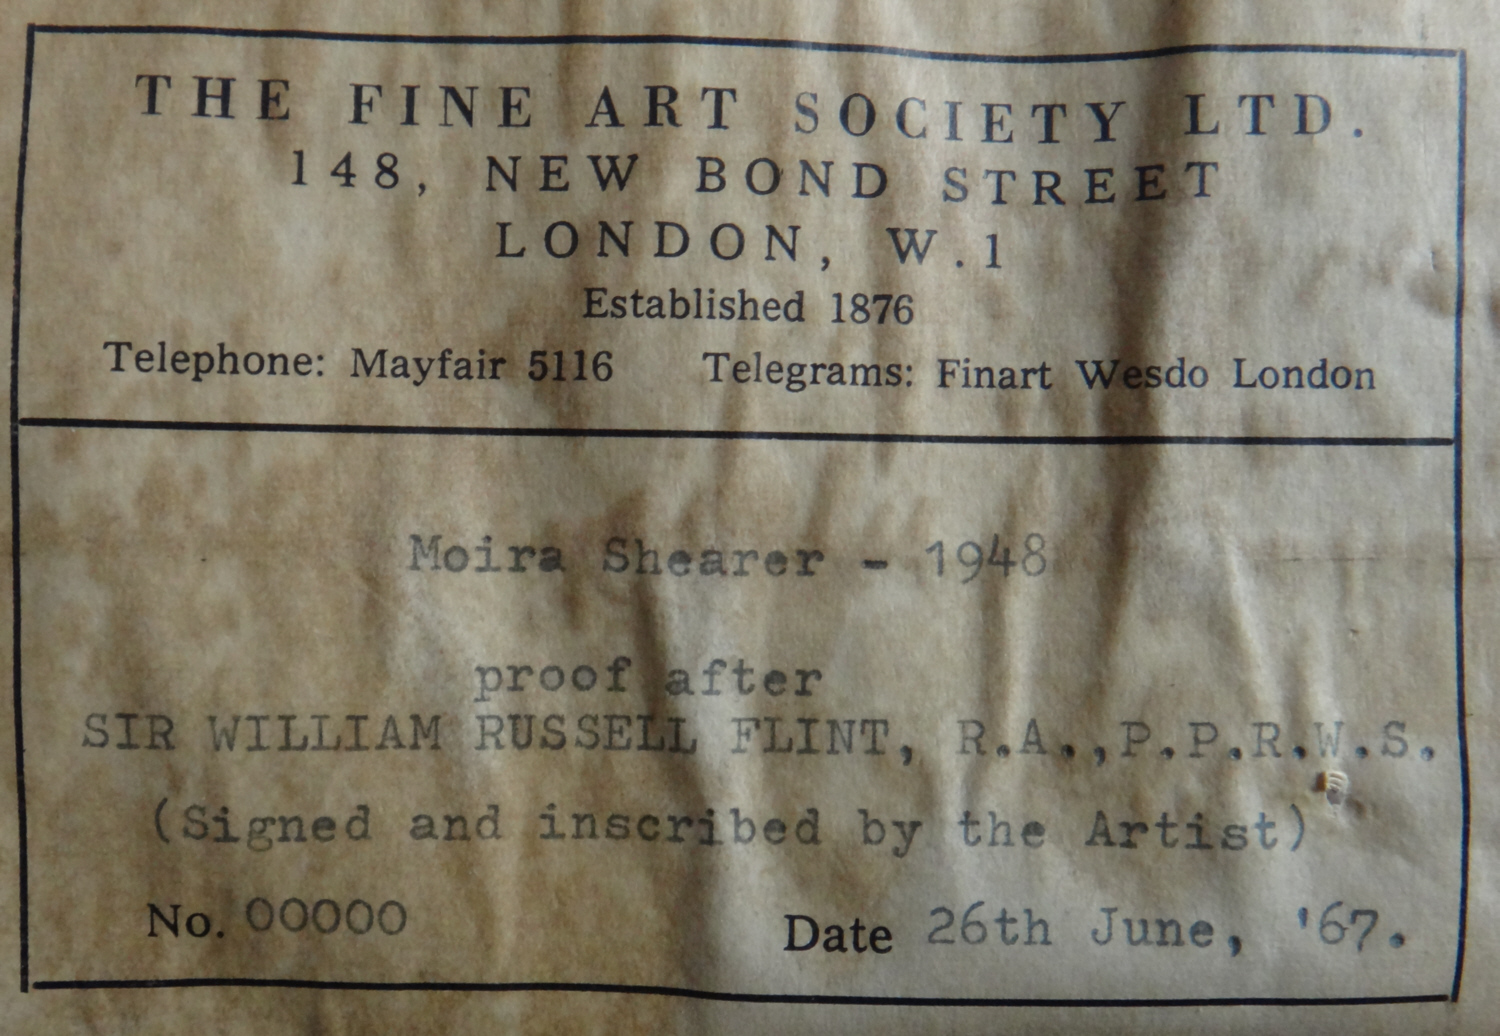 THE FINE ART SOCIETY LTD.
148, NEW BOND STREET
LONDON, W.1
Established 1876
Telephone: Mayfair 5116 Telegrams: Finart Wesdo London
Moira Shearer - 1948
proof after
SIR WILLIAM RUSSELL FLINT, R.A.,P.P.R.W.S.
(Signed and inscribed by the Artist)
No. 00000 Date 26th June, '67.